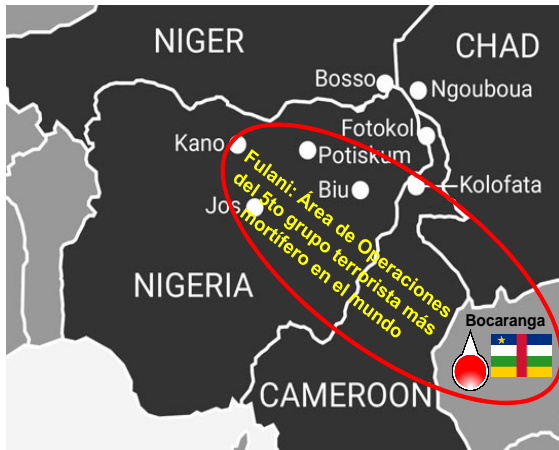 NIGER
CHAD
Bosso
Ngouboua
Fotokol
Kano
Potiskum
Biu
Kolofata
Jos
Fulani: Área de Operaciones
del 5to grupo terrorista más
mortífero en el mundo
NIGERIA
Bocaranga
CAMEROON